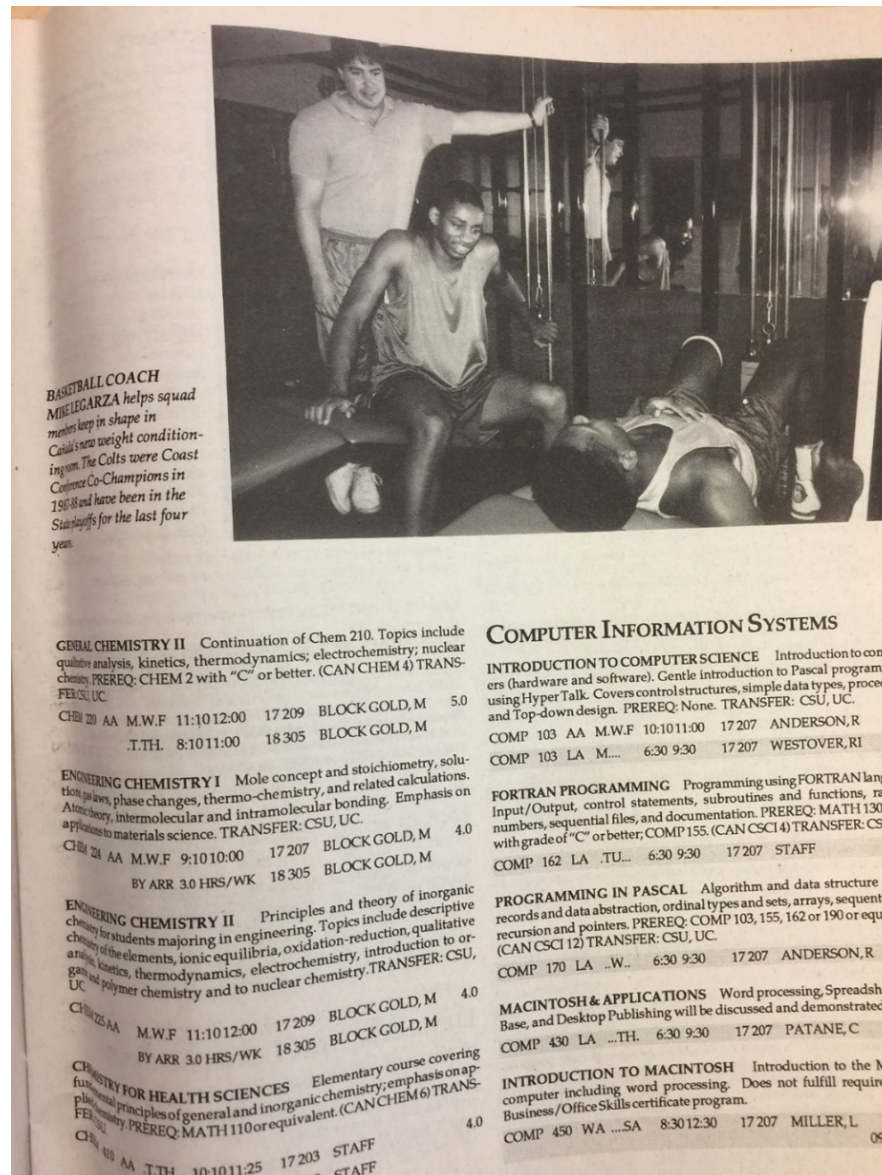 BASKETBALL COACH
MIKE LEGARZA helps squad
members keep in shape in
Cañada's new weight condition-
ing room. The Colts were Coast
Conference Co-Champions in
1987-88 and have been in the
State playoffs for the last four
years.
GENERAL CHEMISTRY II Continuation of Chem 210. Topics include
qualitative analysis, kinetics, thermodynamics; electrochemistry; nuclear
chemistry. PREREQ: CHEM 2 with "C" or better. (CAN CHEM 4) TRANS-
FER: CSU, UC.
CHEM 220 AA M.W.F 11:10 12:00 17 209 BLOCK GOLD, M 5.0
.T.TH. 8:10 11:00 18 305 BLOCK GOLD, M
ENGINEERING CHEMISTRY I Mole concept and stoichiometry, solu-
tions, gas laws, phase changes, thermo-chemistry, and related calculations.
Atomic theory, intermolecular and intramolecular bonding. Emphasis on
applications to materials science. TRANSFER: CSU, UC.
CHEM 224 AA M.W.F 9:10 10:00 17 207 BLOCK GOLD, M 4.0
BY ARR 3.0 HRS/WK 18 305 BLOCK GOLD, M
ENGINEERING CHEMISTRY II Principles and theory of inorganic
chemistry for students majoring in engineering. Topics include descriptive
chemistry of the elements, ionic equilibria, oxidation-reduction, qualitative
analysis, kinetics, thermodynamics, electrochemistry, introduction to or-
ganic and polymer chemistry and to nuclear chemistry. TRANSFER: CSU,
UC
CHEM 225 AA M.W.F 11:10 12:00 17 209 BLOCK GOLD, M 4.0
BY ARR 3.0 HRS/WK 18 305 BLOCK GOLD, M
CHEMISTRY FOR HEALTH SCIENCES Elementary course covering
fundamental principles of general and inorganic chemistry; emphasis on ap-
plied chemistry. PREREQ: MATH 110 or equivalent. (CAN CHEM 6) TRANS-
FER: CSU
CHEM 410 AA .T.TH 10:10 11:25 17 203 STAFF 4.0
STAFF
COMPUTER INFORMATION SYSTEMS
INTRODUCTION TO COMPUTER SCIENCE Introduction to com
ers (hardware and software). Gentle introduction to Pascal program
using HyperTalk. Covers control structures, simple data types, proce
and Top-down design. PREREQ: None. TRANSFER: CSU, UC.
COMP 103 AA M.W.F 10:10 11:00 17 207 ANDERSON, R
COMP 103 LA M.... 6:30 9:30 17 207 WESTOVER, RI
FORTRAN PROGRAMMING Programming using FORTRAN lang
Input/Output, control statements, subroutines and functions, ra
numbers, sequential files, and documentation. PREREQ: MATH 130
with grade of "C" or better; COMP 155. (CAN CSCI 4) TRANSFER: CS
COMP 162 LA .TU... 6:30 9:30 17 207 STAFF
PROGRAMMING IN PASCAL Algorithm and data structure
records and data abstraction, ordinal types and sets, arrays, sequent
recursion and pointers. PREREQ: COMP 103, 155, 162 or 190 or equ
(CAN CSCI 12) TRANSFER: CSU, UC.
COMP 170 LA ..W.. 6:30 9:30 17 207 ANDERSON, R
MACINTOSH & APPLICATIONS Word processing, Spreadsh
Base, and Desktop Publishing will be discussed and demonstrated
COMP 430 LA ...TH. 6:30 9:30 17 207 PATANE, C
INTRODUCTION TO MACINTOSH Introduction to the M
computer including word processing. Does not fulfill require
Business/Office Skills certificate program.
COMP 450 WA ....SA 8:30 12:30 17 207 MILLER, L
09